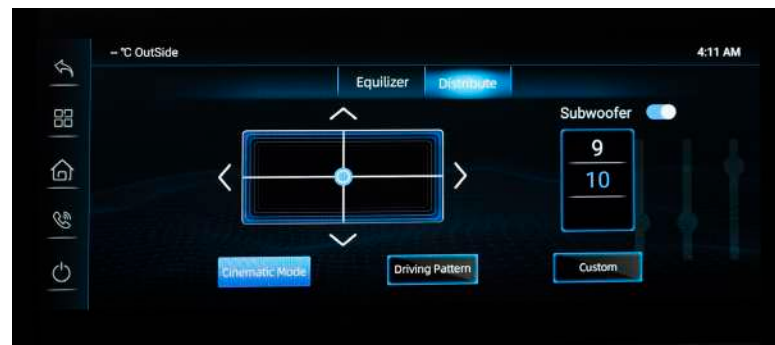 -- °C OutSide
4:11 AM
Equilizer
Distribute
Subwoofer
9
10
Cinematic Mode
Driving Pattern
Custom